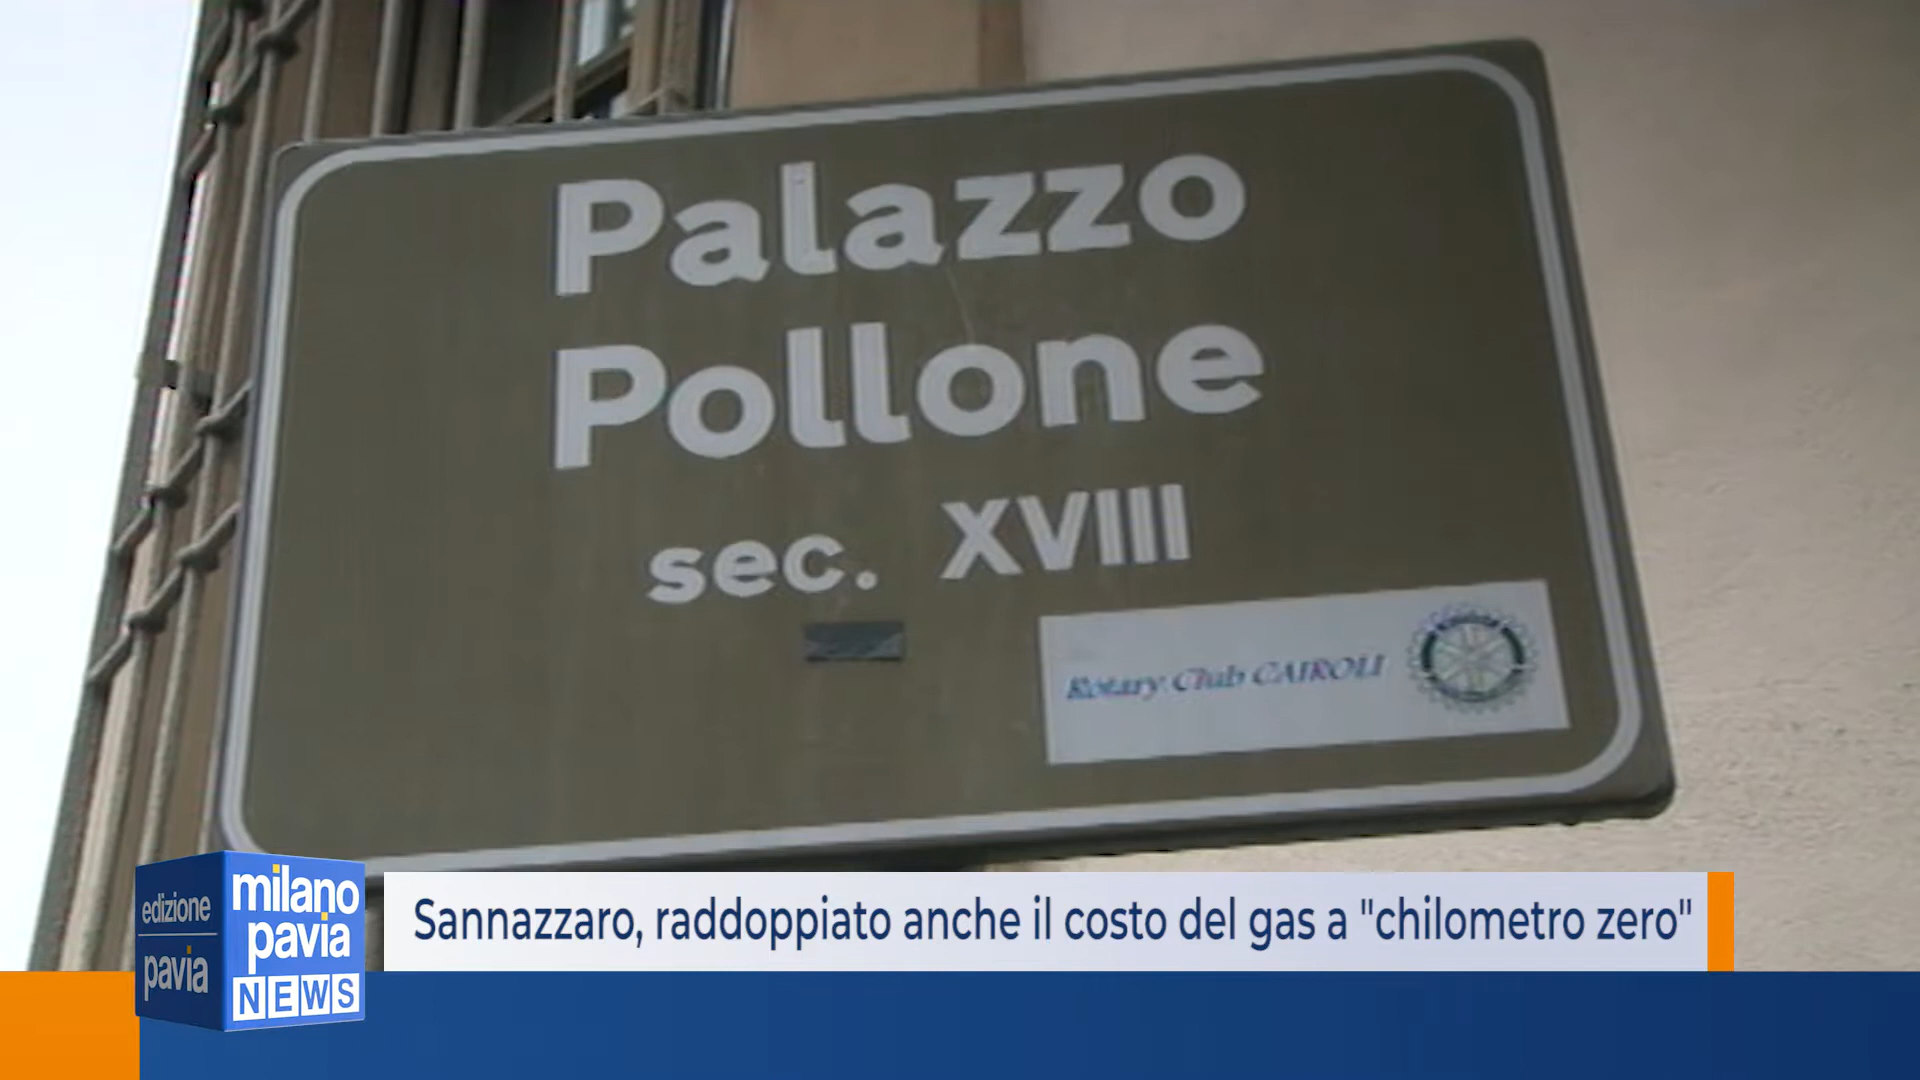 Palazzo
Pollone
sec. XVIII
Rotary Club CAIROLI
edizione
pavia
milano
pavia
NEWS
Sannazzaro, raddoppiato anche il costo del gas a "chilometro zero"